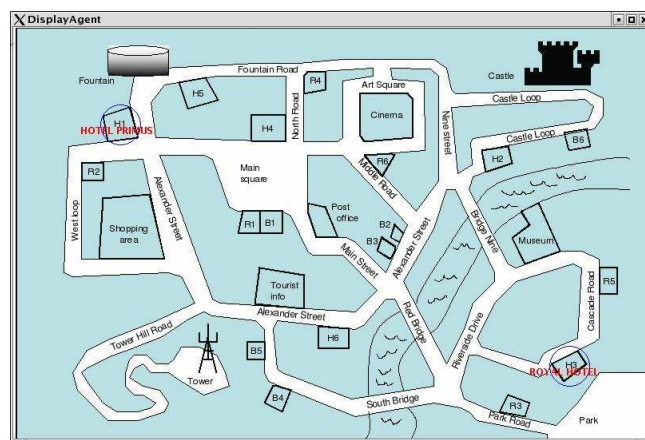 DisplayAgent
Fountain
Fountain Road
Castle
R4
Art Square
H5
North Road
Castle Loop
H1
HOTEL PRIMUS
Cinema
Nine street
H4
Castle Loop
B6
R6
H2
R2
Main
square
Middle Road
West loop
Alexander Street
Shopping
area
R1
B1
Post
office
B2
B3
Alexander Street
Bridge Nine
Museum
Main Street
Tourist
info
R5
Cascade Road
Red Bridge
Riverside Drive
Alexander Street
Tower Hill Road
H6
B5
Tower
H3
ROYAL HOTEL
B4
South Bridge
R3
Park Road
Park